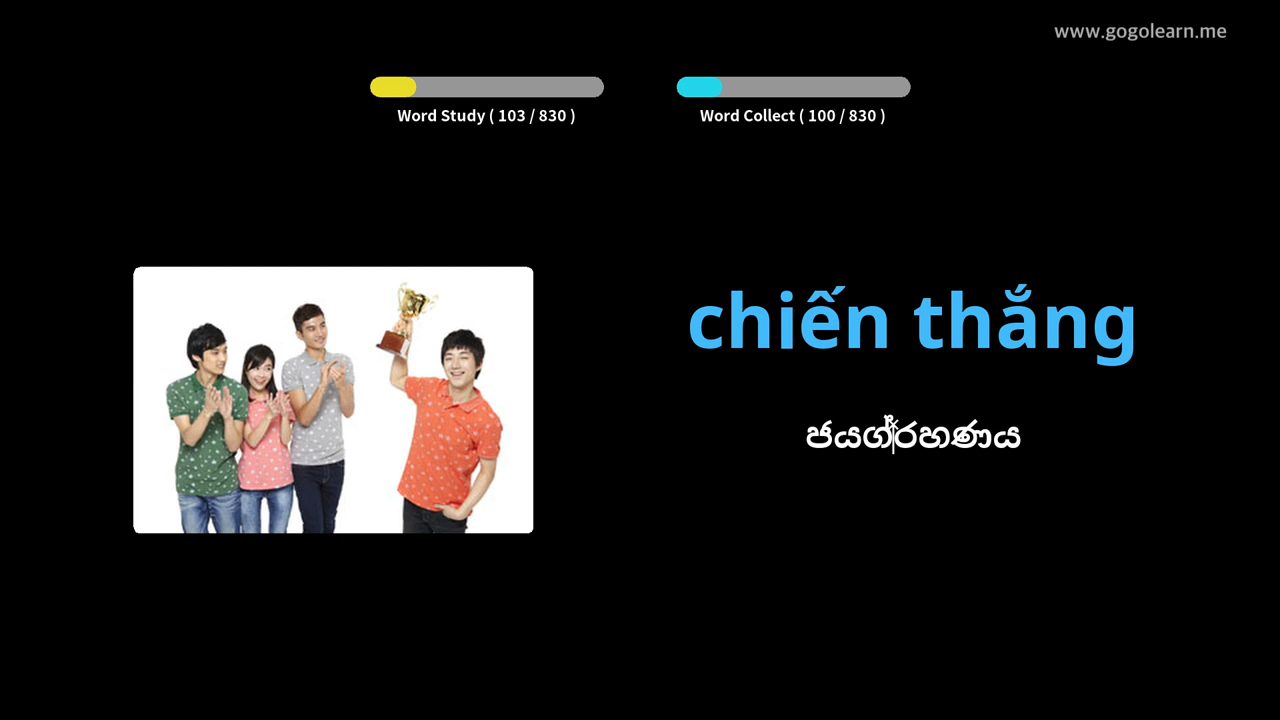 www.gogolearn.me
Word Study ( 103 / 830 )
Word Collect ( 100 / 830 )
chiến thắng
ජයග්‍රහණය